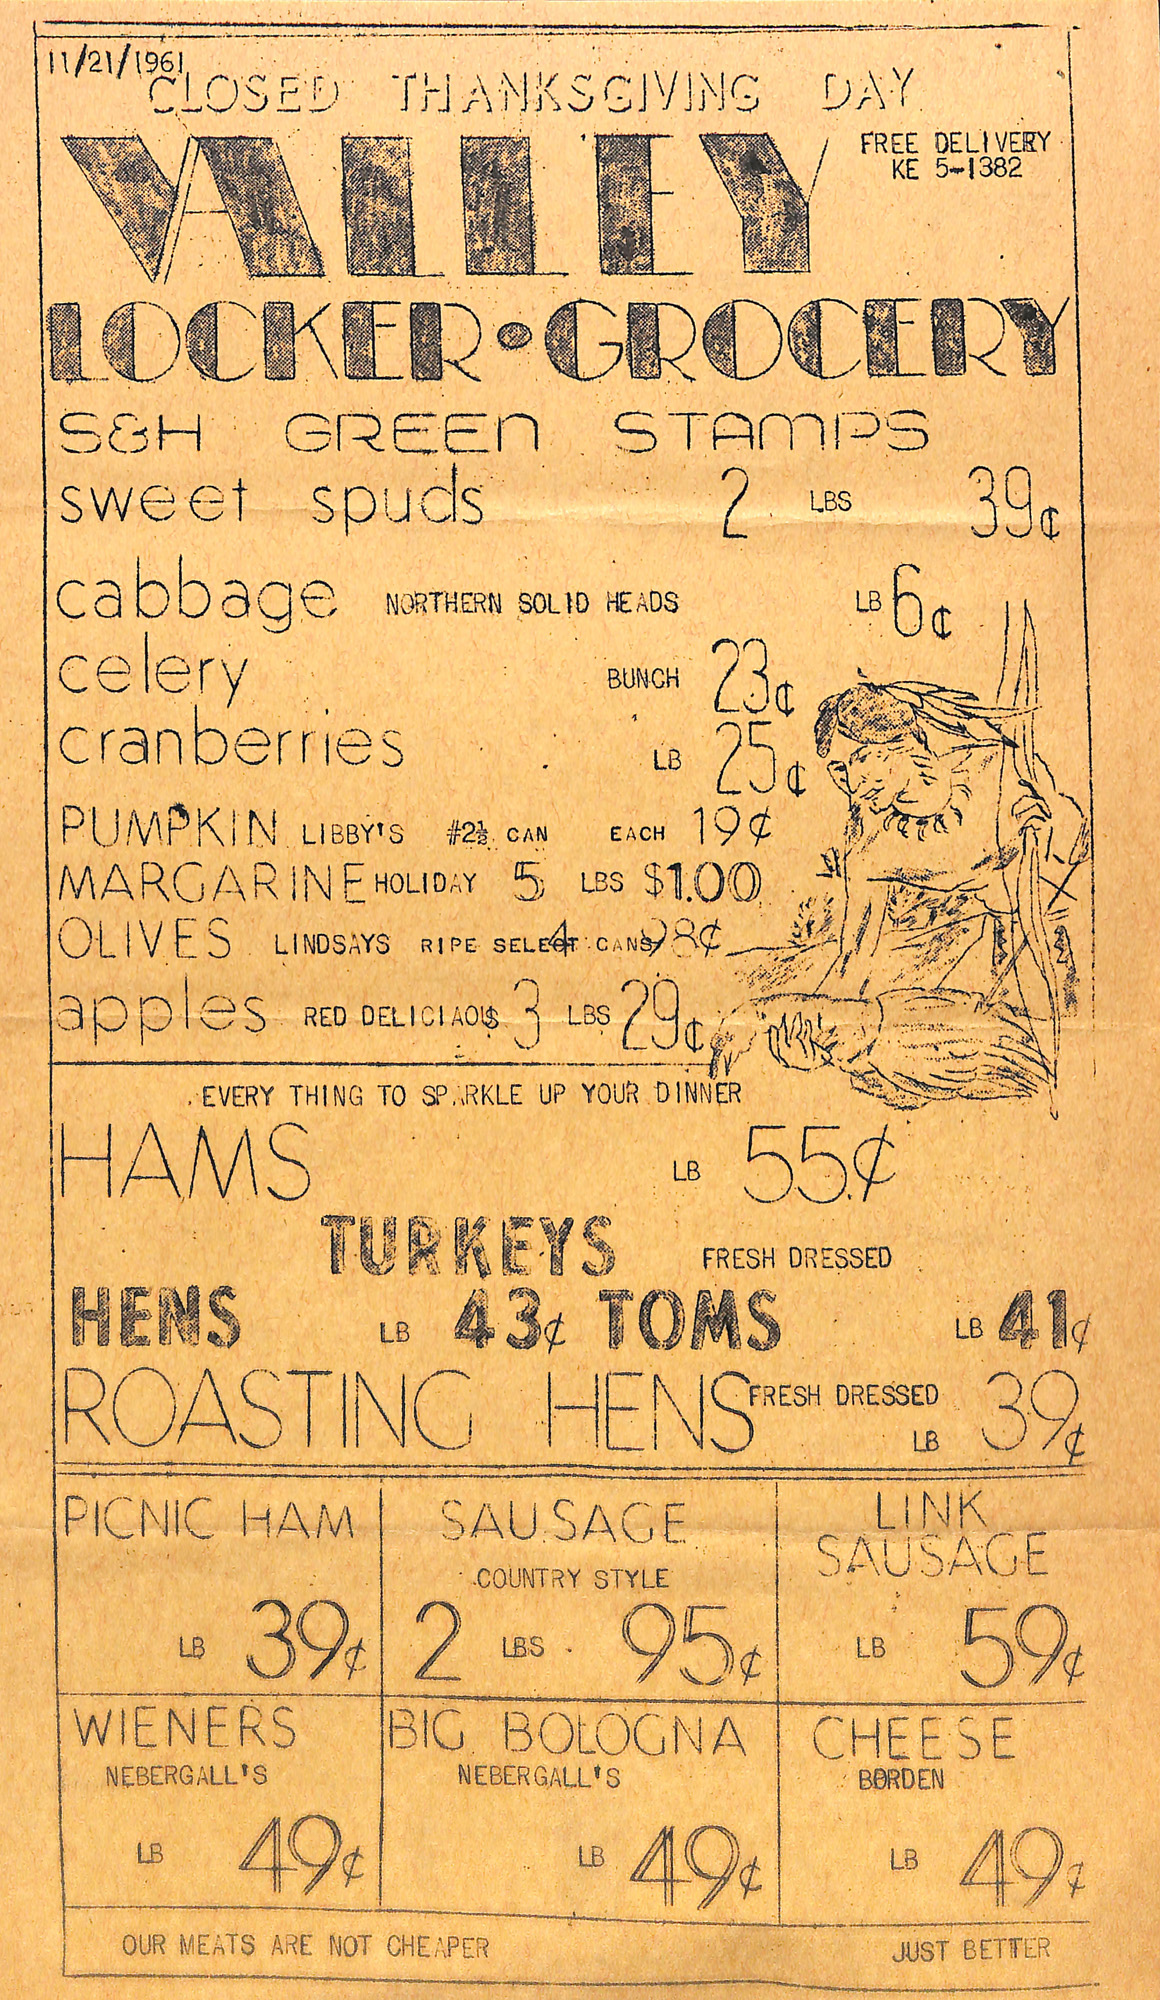 11/21/1961
CLOSED THANKSGIVING DAY
VALLEY
FREE DELIVERY
KE 5-1382
LOCKER • GROCERY
S&H GREEN STAMPS
sweet spuds 2 LBS 39¢
cabbage NORTHERN SOLID HEADS LB 6¢
celery BUNCH 23¢
cranberries LB 25¢
PUMPKIN LIBBY'S #2½ CAN EACH 19¢
MARGARINE HOLIDAY 5 LBS $1.00
OLIVES LINDSAYS RIPE SELECT 4 CANS 98¢
apples RED DELICIAOUS 3 LBS 29¢
EVERY THING TO SPARKLE UP YOUR DINNER
HAMS LB 55¢
TURKEYS FRESH DRESSED
HENS LB 43¢ TOMS LB 41¢
ROASTING HENS FRESH DRESSED LB 39¢
PICNIC HAM
LB 39¢
SAUSAGE
COUNTRY STYLE
2 LBS 95¢
LINK
SAUSAGE
LB 59¢
WIENERS
NEBERGALL'S
LB 49¢
BIG BOLOGNA
NEBERGALL'S
LB 49¢
CHEESE
BORDEN
LB 49¢
OUR MEATS ARE NOT CHEAPER JUST BETTER